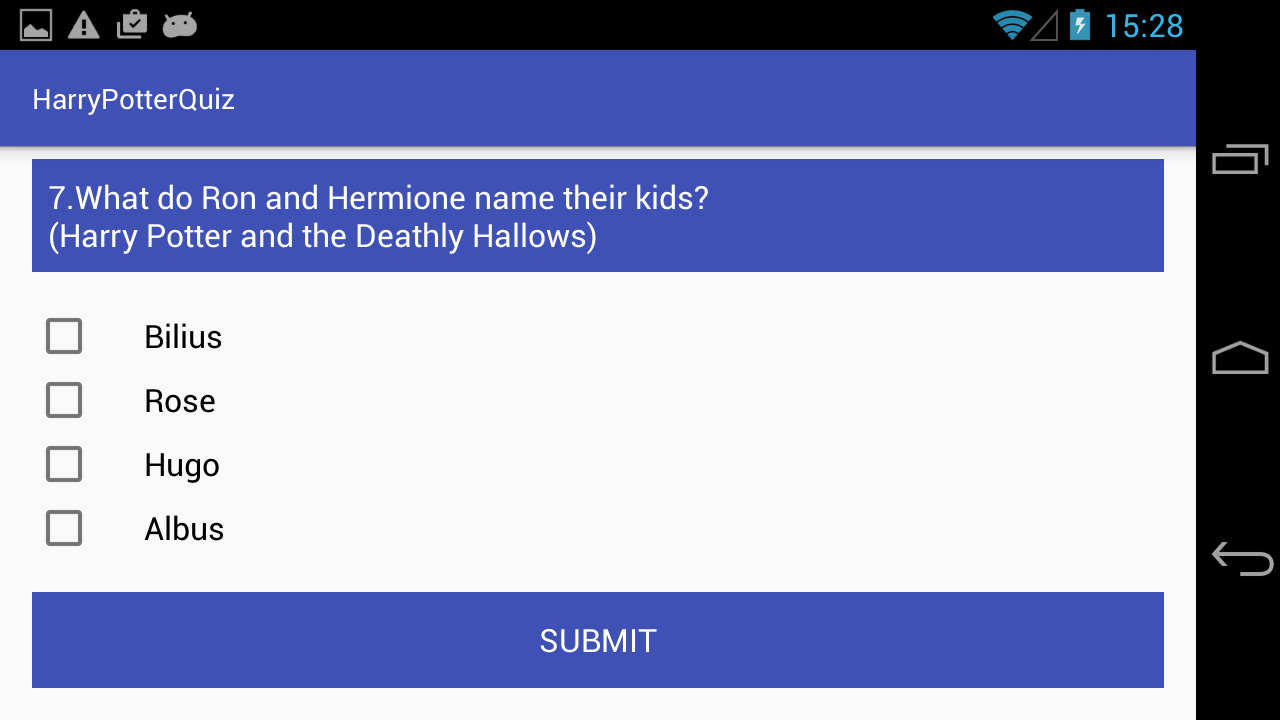 15:28
HarryPotterQuiz
7.What do Ron and Hermione name their kids?
(Harry Potter and the Deathly Hallows)
Bilius
Rose
Hugo
Albus
SUBMIT